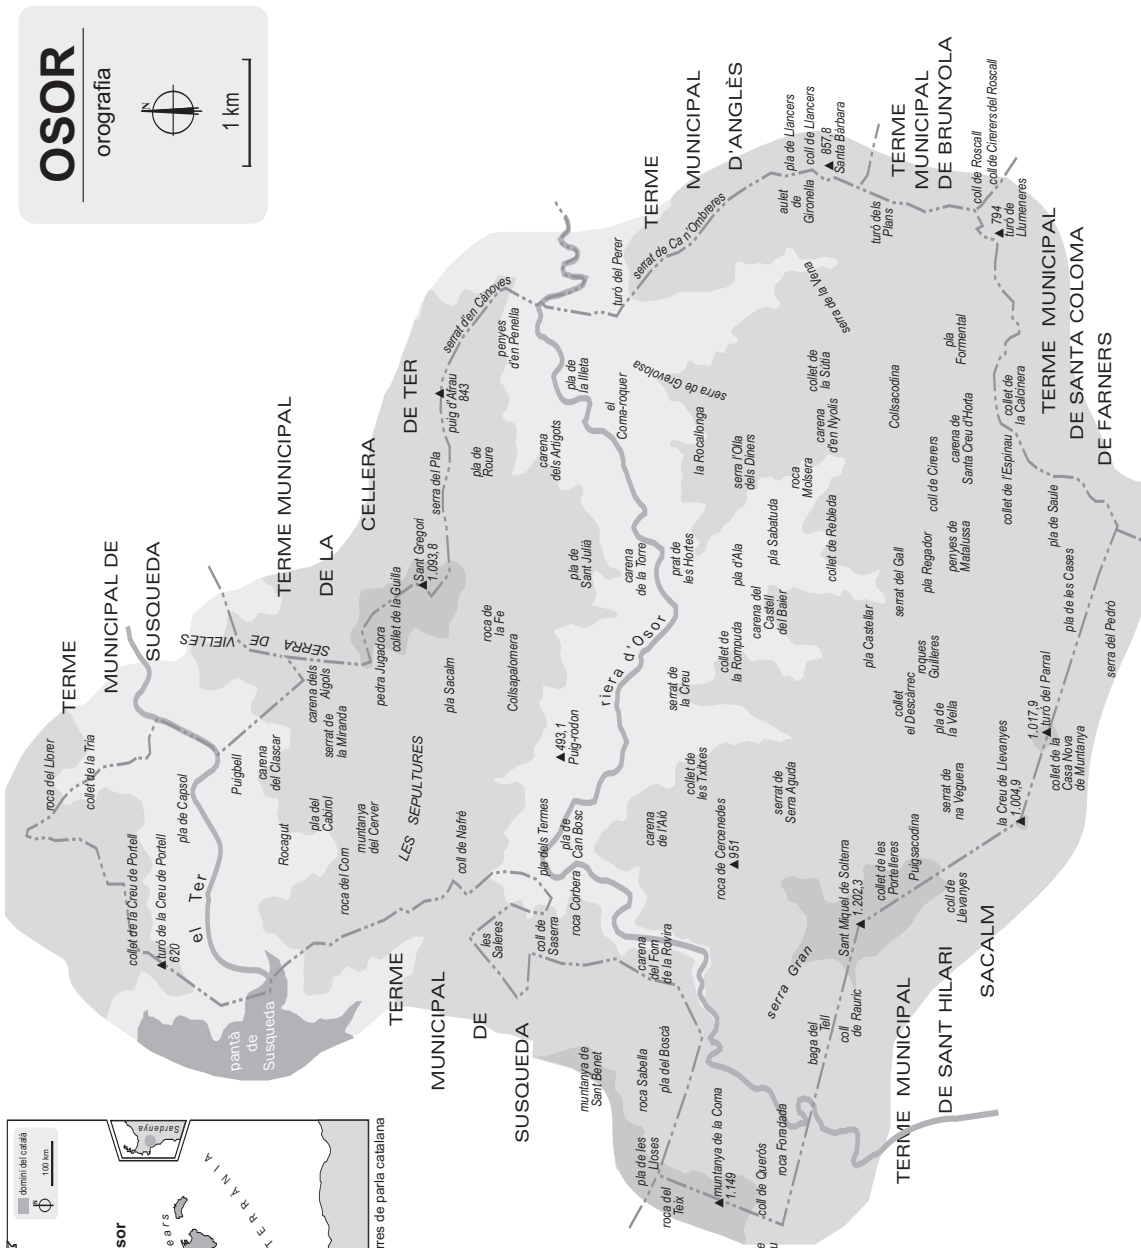 OSOR
orografia
N
1 km
TERME
MUNICIPAL DE
SUSQUEDA
TERME MUNICIPAL
DE LA
CELLERA
DE TER
TERME
MUNICIPAL
D'ANGLÈS
TERME
MUNICIPAL
DE BRUNYOLA
TERME MUNICIPAL
DE SANTA COLOMA
DE FARNERS
TERME MUNICIPAL
DE SANT HILARI
SACALM
TERME
MUNICIPAL
DE
SUSQUEDA
roca del Llorer
collet de la Tria
collet de la Creu de Portell
turó de la Creu de Portell
620
pla de Capsol
el Ter
pantà
de
Susqueda
Puigbell
carena
del Clascar
Rocagut
pla del
Cabirol
roca del Corn
muntanya
del Cerver
carena dels
Aigols
serrat de
la Miranda
SERRA DE VIELLES
pedra Jugadora
collet de la Guilla
Sant Gregori
1.093,8
LES SEPULTURES
pla Sacalm
coll de Nafré
roca de
la Fe
Collsapalomera
serra del Pla
pla de
Roure
puig d'Afrau
843
serrat d'en Cànoves
penyes
d'en Penella
carena
dels Artigots
pla de
la Illeta
el
Coma-roquer
pla de
Sant Julià
carena
de la Torre
493,1
Puig-rodon
riera d'Osor
pla dels Termes
pla de
Can Bosc
les
Saleres
coll de
Saserra
roca Corbera
carena
del Fom
de la Rovira
carena
de l'Aió
collet de
les Txitxes
roca de Cercenedes
951
serrat de
Serra Aguda
serrat de
la Creu
collet de
la Rompuda
prat de
les Hortes
pla d'Ala
carena del
Castell
del Baier
pla Sabatuda
roca
Molsera
serra l'Olla
dels Diners
la Rocallonga
serra de Grevolosa
turó del Perer
serrat de Ca n'Ombreres
aulet
de
Gironella
pla de Llancers
coll de Llancers
857,8
Santa Bàrbara
turó dels
Plans
serra de la Vena
collet de
la Sútia
carena
d'en Nyolis
collet de Rebleda
Collsacodina
pla
Formental
coll de Roscall
coll de Cirerers del Roscall
794
turó de
Llumeneres
collet de
la Calcinera
carena de
Santa Creu d'Horta
coll de Cirerers
collet de l'Espinau
pla de Saule
penyes de
Matalussa
pla Regador
serrat del Gall
pla Castellar
roques
Guilleres
collet
el Descàrrec
pla de
la Vella
pla de les Cases
serra del Pedró
1.017,9
turó del Parral
collet de la
Casa Nova
de Muntanya
la Creu de Llevanyes
1.004,9
serrat de
na Veguera
Puigsacodina
collet de les
Portelleres
Sant Miquel de Solterra
1.202,3
coll de
Llevanyes
serra Gran
baga del
Tell
coll
de Rauric
muntanya de
Sant Benet
roca Sabella
pla del Boscà
pla de les
Lloses
roca del
Teix
muntanya de la Coma
1.149
coll de Querós
roca Foradada
domini del català
100 km
Sardenya